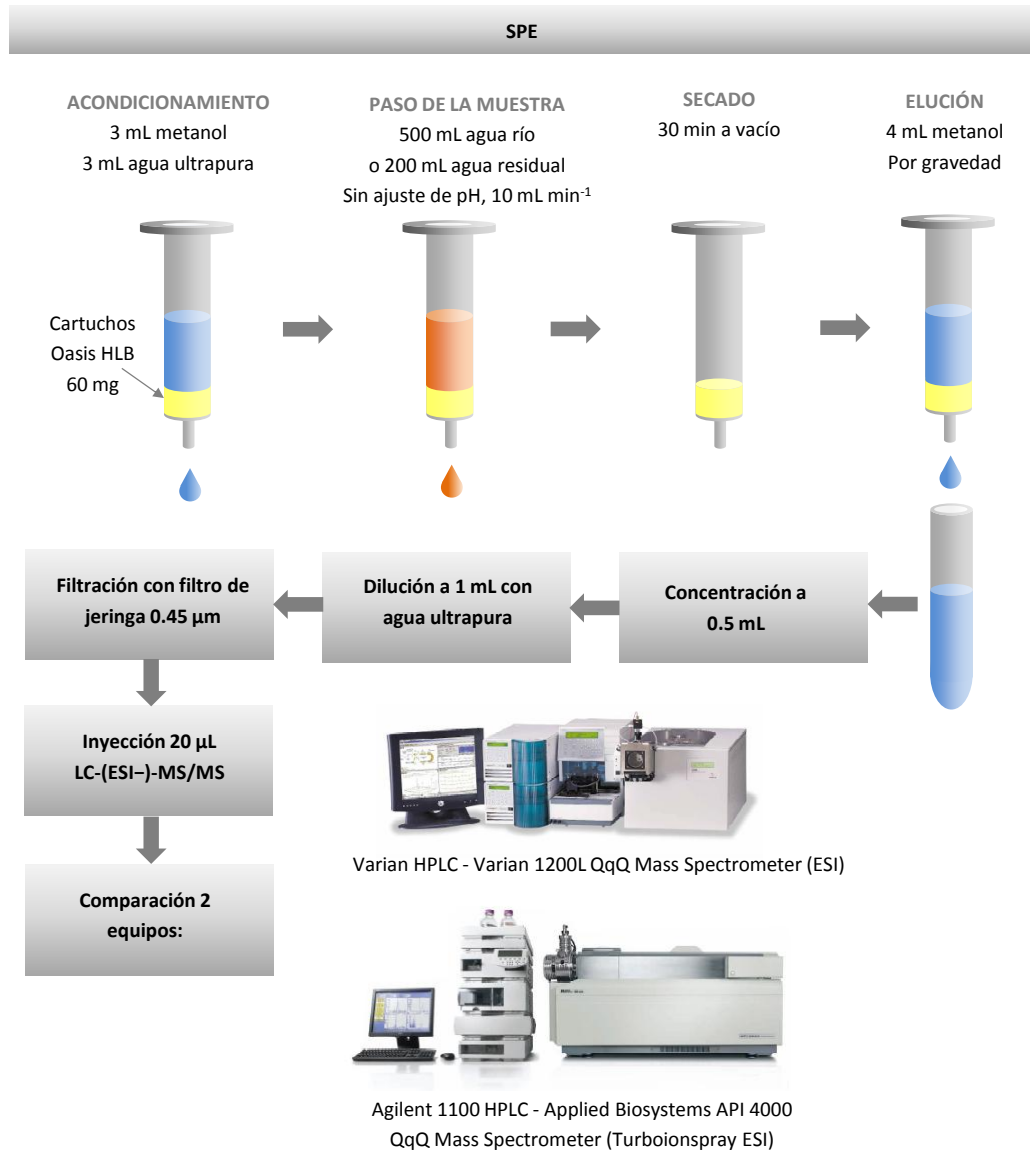 SPE
ACONDICIONAMIENTO
3 mL metanol
3 mL agua ultrapura
PASO DE LA MUESTRA
500 mL agua río
o 200 mL agua residual
Sin ajuste de pH, 10 mL min⁻¹
SECADO
30 min a vacío
ELUCIÓN
4 mL metanol
Por gravedad
Cartuchos
Oasis HLB
60 mg
Concentración a
0.5 mL
Dilución a 1 mL con
agua ultrapura
Filtración con filtro de
jeringa 0.45 µm
Inyección 20 µL
LC-(ESI−)-MS/MS
Comparación 2
equipos:
Varian HPLC - Varian 1200L QqQ Mass Spectrometer (ESI)
Agilent 1100 HPLC - Applied Biosystems API 4000
QqQ Mass Spectrometer (Turboionspray ESI)